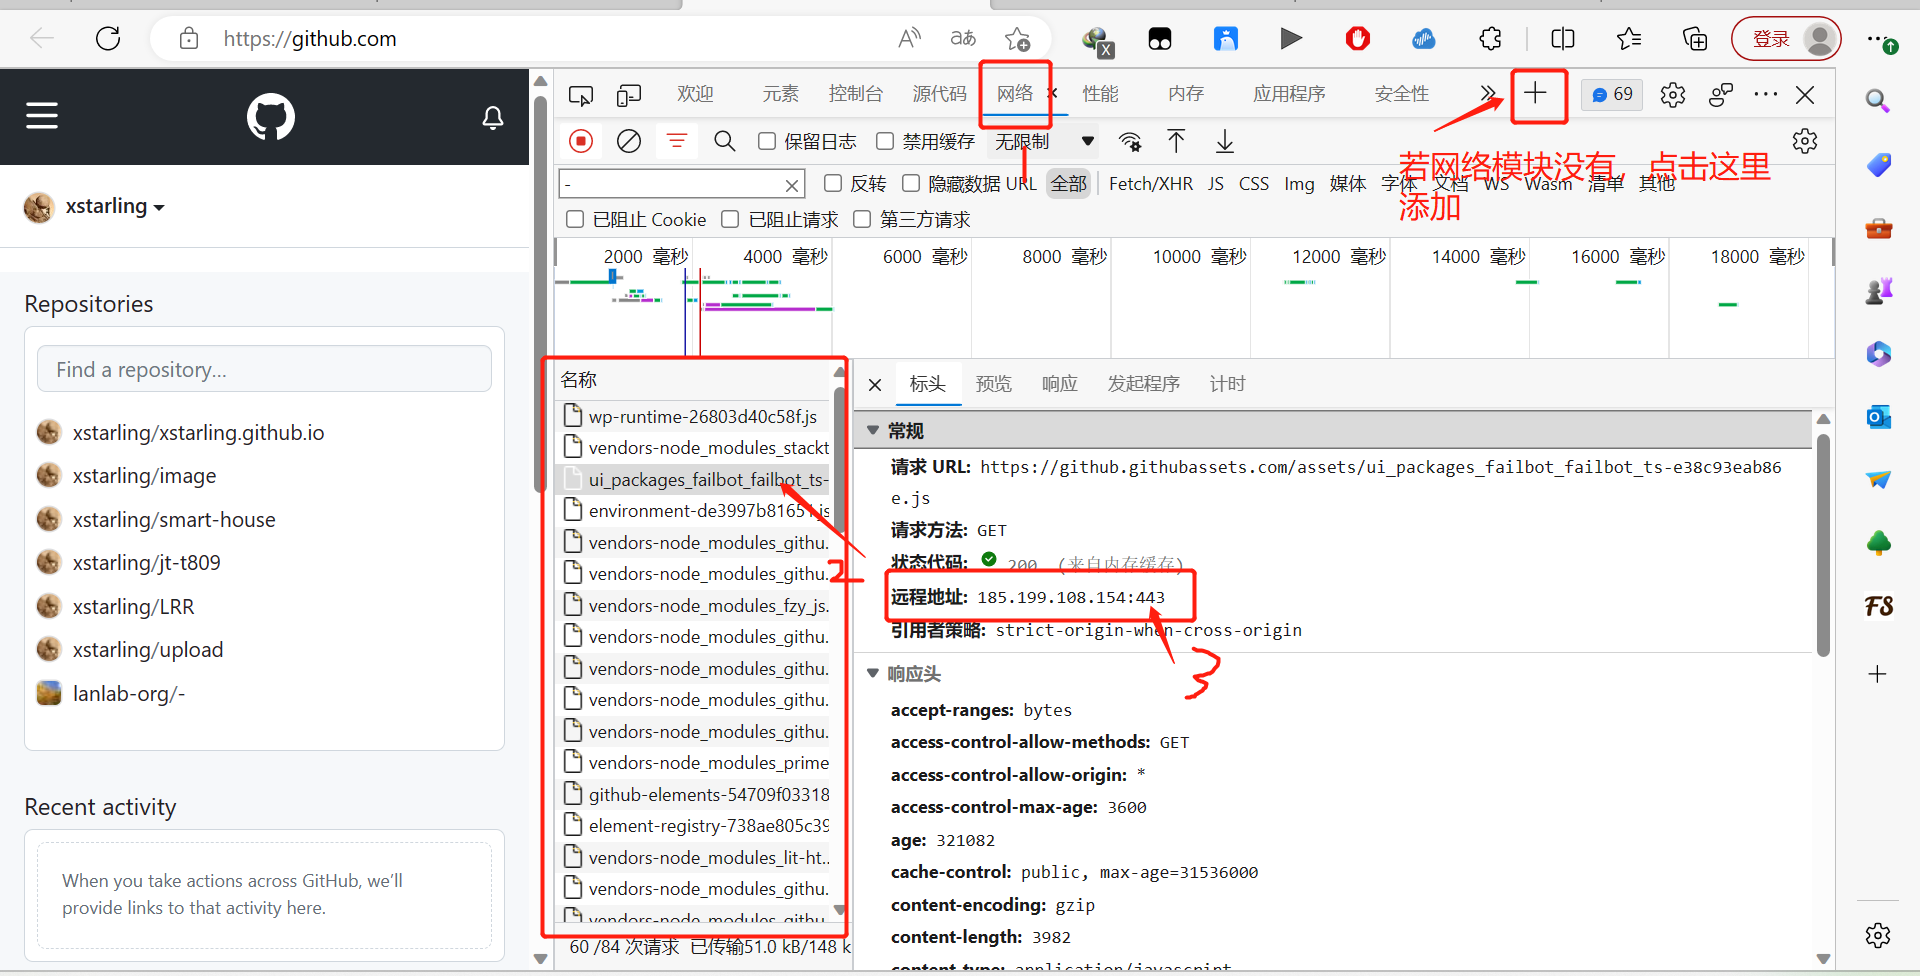 https://github.com
登录
xstarling
Repositories
Find a repository...
xstarling/xstarling.github.io
xstarling/image
xstarling/smart-house
xstarling/jt-t809
xstarling/LRR
xstarling/upload
lanlab-org/-
Recent activity
When you take actions across GitHub, we'll
provide links to that activity here.
欢迎 元素 控制台 源代码 网络 性能 内存 应用程序 安全性 69
保留日志 禁用缓存 无限制
1
若网络模块没有，点击这里
添加
- 反转 隐藏数据 URL 全部 Fetch/XHR JS CSS Img 媒体 字体 文档 WS Wasm 清单 其他
已阻止 Cookie 已阻止请求 第三方请求
2000 毫秒 4000 毫秒 6000 毫秒 8000 毫秒 10000 毫秒 12000 毫秒 14000 毫秒 16000 毫秒 18000 毫秒
名称
wp-runtime-26803d40c58f.js
vendors-node_modules_stackt
ui_packages_failbot_failbot_ts-
environment-de3997b81651.js
vendors-node_modules_githu.
vendors-node_modules_githu.
2
vendors-node_modules_fzy_js.
vendors-node_modules_githu.
vendors-node_modules_githu.
vendors-node_modules_githu.
vendors-node_modules_githu.
vendors-node_modules_prime
github-elements-54709f03318
element-registry-738ae805c39
vendors-node_modules_lit-ht..
vendors-node_modules_githu.
vendors-node_modules_githu
60 /84 次请求 已传输51.0 kB/148 k
标头 预览 响应 发起程序 计时
常规
请求 URL: https://github.githubassets.com/assets/ui_packages_failbot_failbot_ts-e38c93eab86
e.js
请求方法: GET
状态代码: 200 (来自内存缓存)
远程地址: 185.199.108.154:443
引用者策略: strict-origin-when-cross-origin
3
响应头
accept-ranges: bytes
access-control-allow-methods: GET
access-control-allow-origin: *
access-control-max-age: 3600
age: 321082
cache-control: public, max-age=31536000
content-encoding: gzip
content-length: 3982
content-type: application/javascript
FS